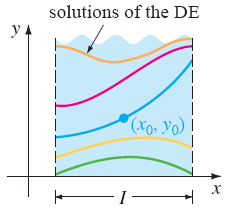 solutions of the DE
y
(x₀, y₀)
x
I